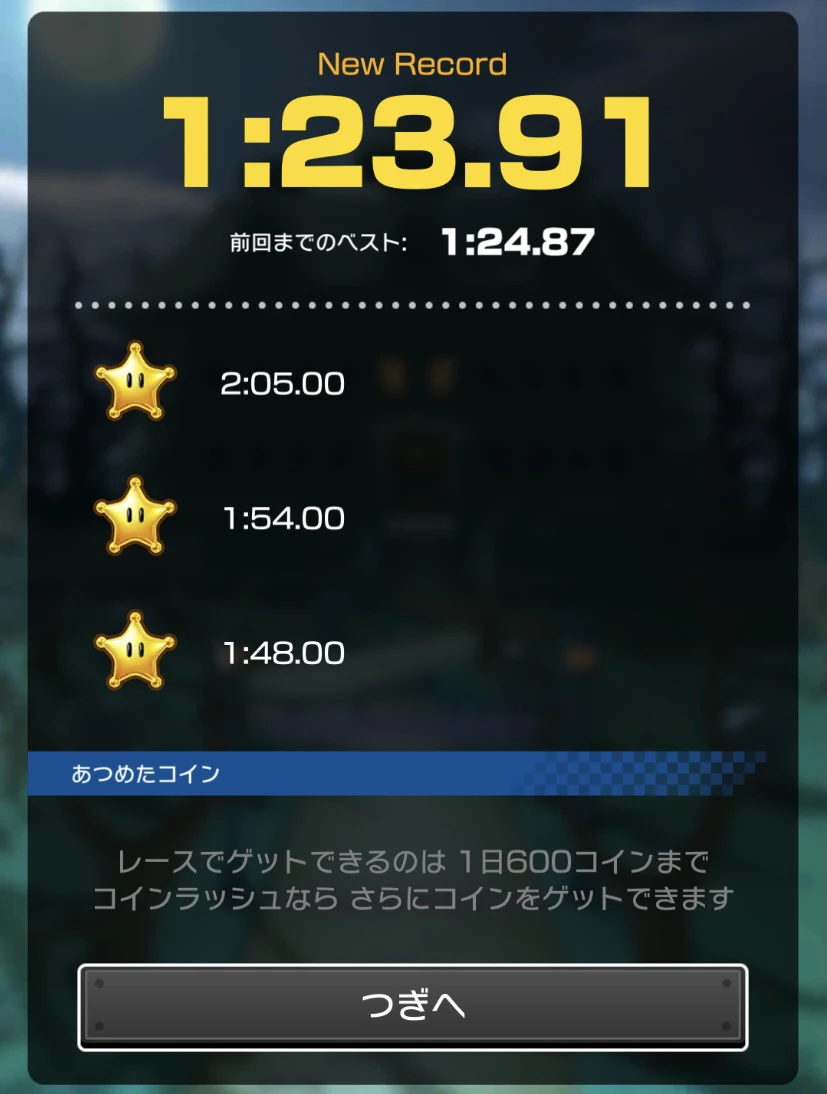 New Record
1:23.91
前回までのベスト: 1:24.87
2:05.00
1:54.00
1:48.00
あつめたコイン
レースでゲットできるのは 1日600コインまで
コインラッシュなら さらにコインをゲットできます
つぎへ